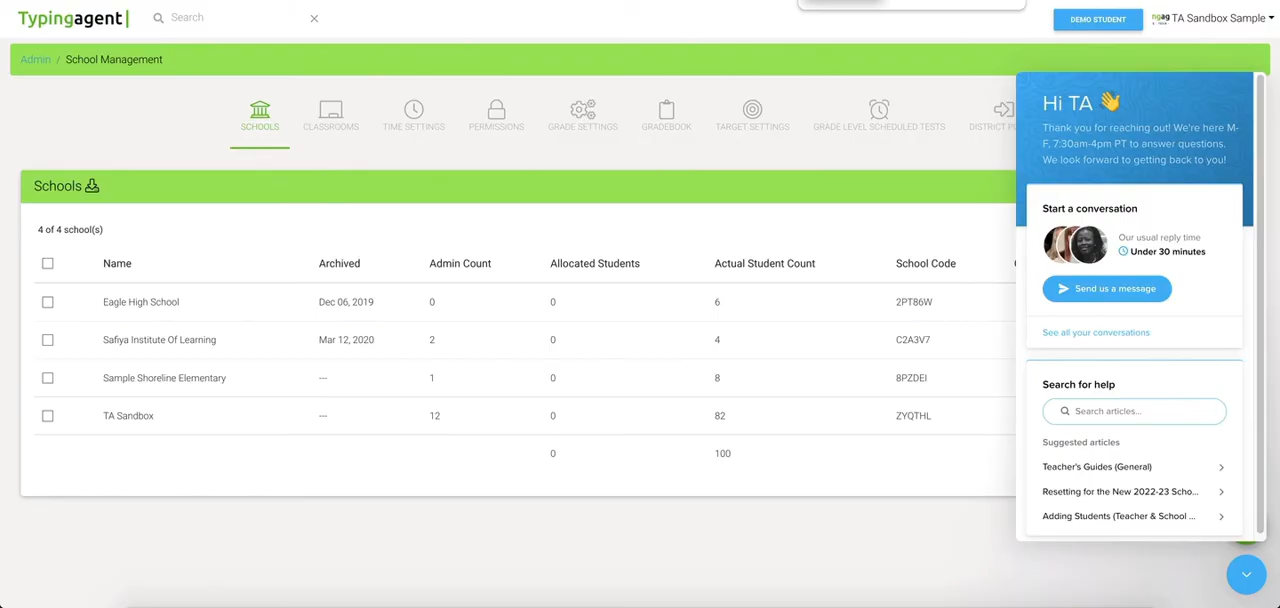 Typingagent|
Search
DEMO STUDENT
TA Sandbox Sample
Admin / School Management
SCHOOLS
CLASSROOMS
TIME SETTINGS
PERMISSIONS
GRADE SETTINGS
GRADEBOOK
TARGET SETTINGS
GRADE LEVEL SCHEDULED TESTS
DISTRICT
Schools
4 of 4 school(s)
Name Archived Admin Count Allocated Students Actual Student Count School Code
Eagle High School Dec 06, 2019 0 0 6 2PT86W
Safiya Institute Of Learning Mar 12, 2020 2 0 4 C2A3V7
Sample Shoreline Elementary --- 1 0 8 8PZDEI
TA Sandbox --- 12 0 82 ZYQTHL
0 100
Hi TA 👋
Thank you for reaching out! We're here M-
F, 7:30am-4pm PT to answer questions.
We look forward to getting back to you!
Start a conversation
Our usual reply time
Under 30 minutes
Send us a message
See all your conversations
Search for help
Search articles...
Suggested articles
Teacher's Guides (General)
Resetting for the New 2022-23 Scho...
Adding Students (Teacher & School ...